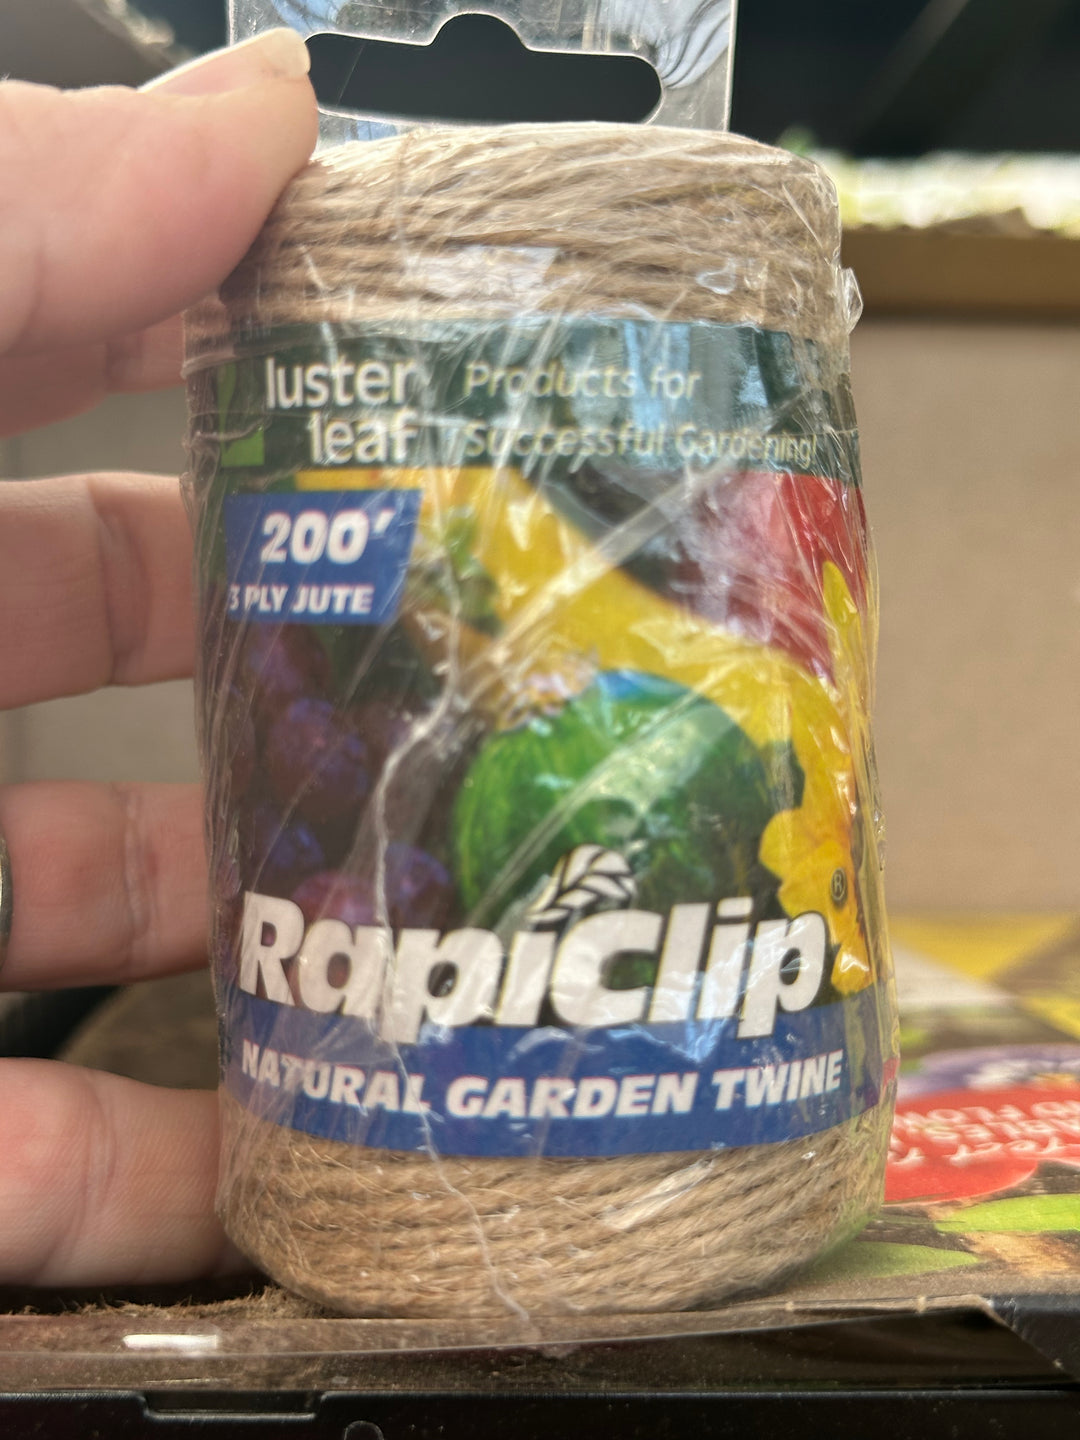 luster
leaf
Products for
Successful Gardening!
200'
3 PLY JUTE
RapiClip
NATURAL GARDEN TWINE